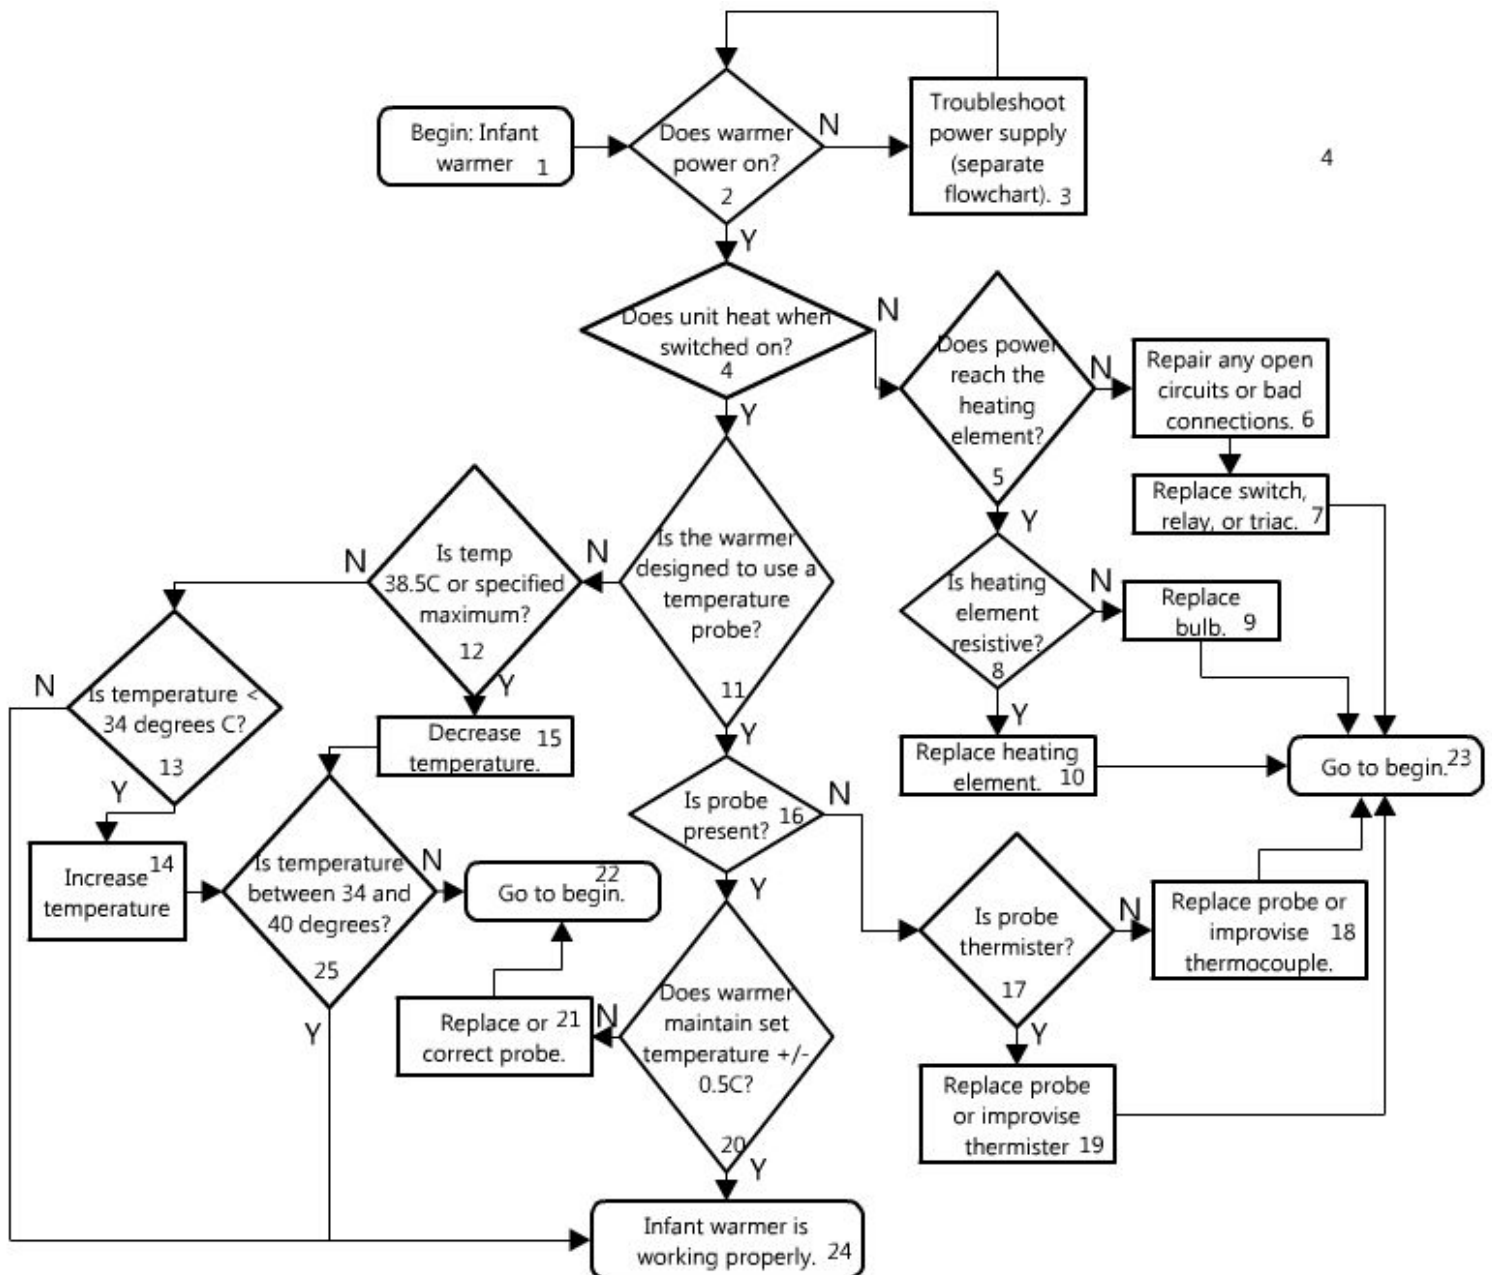 Begin: Infant
warmer 1
Does warmer
power on?
2
N
Troubleshoot
power supply
(separate
flowchart). 3
4
Y
Does unit heat when
switched on?
4
N
Does power
reach the
heating
element?
5
N
Repair any open
circuits or bad
connections. 6
Replace switch,
relay, or triac. 7
Y
Y
Is the warmer
designed to use a
temperature
probe?
11
N
Is temp
38.5C or specified
maximum?
12
N
Y
Is heating
element
resistive?
8
N
Replace
bulb. 9
Y
Replace heating
element. 10
Go to begin. 23
Is temperature <
34 degrees C?
13
N
Y
Decrease 15
temperature.
Y
Is probe
present? 16
N
Y
Increase 14
temperature
Is temperature
between 34 and
40 degrees?
25
N
22
Go to begin.
Y
Is probe
thermister?
17
N
Replace probe or
improvise 18
thermocouple.
Y
Replace probe
or improvise
thermister 19
Does warmer
maintain set
temperature +/-
0.5C?
20
N
Replace or 21
correct probe.
Y
Infant warmer is
working properly. 24